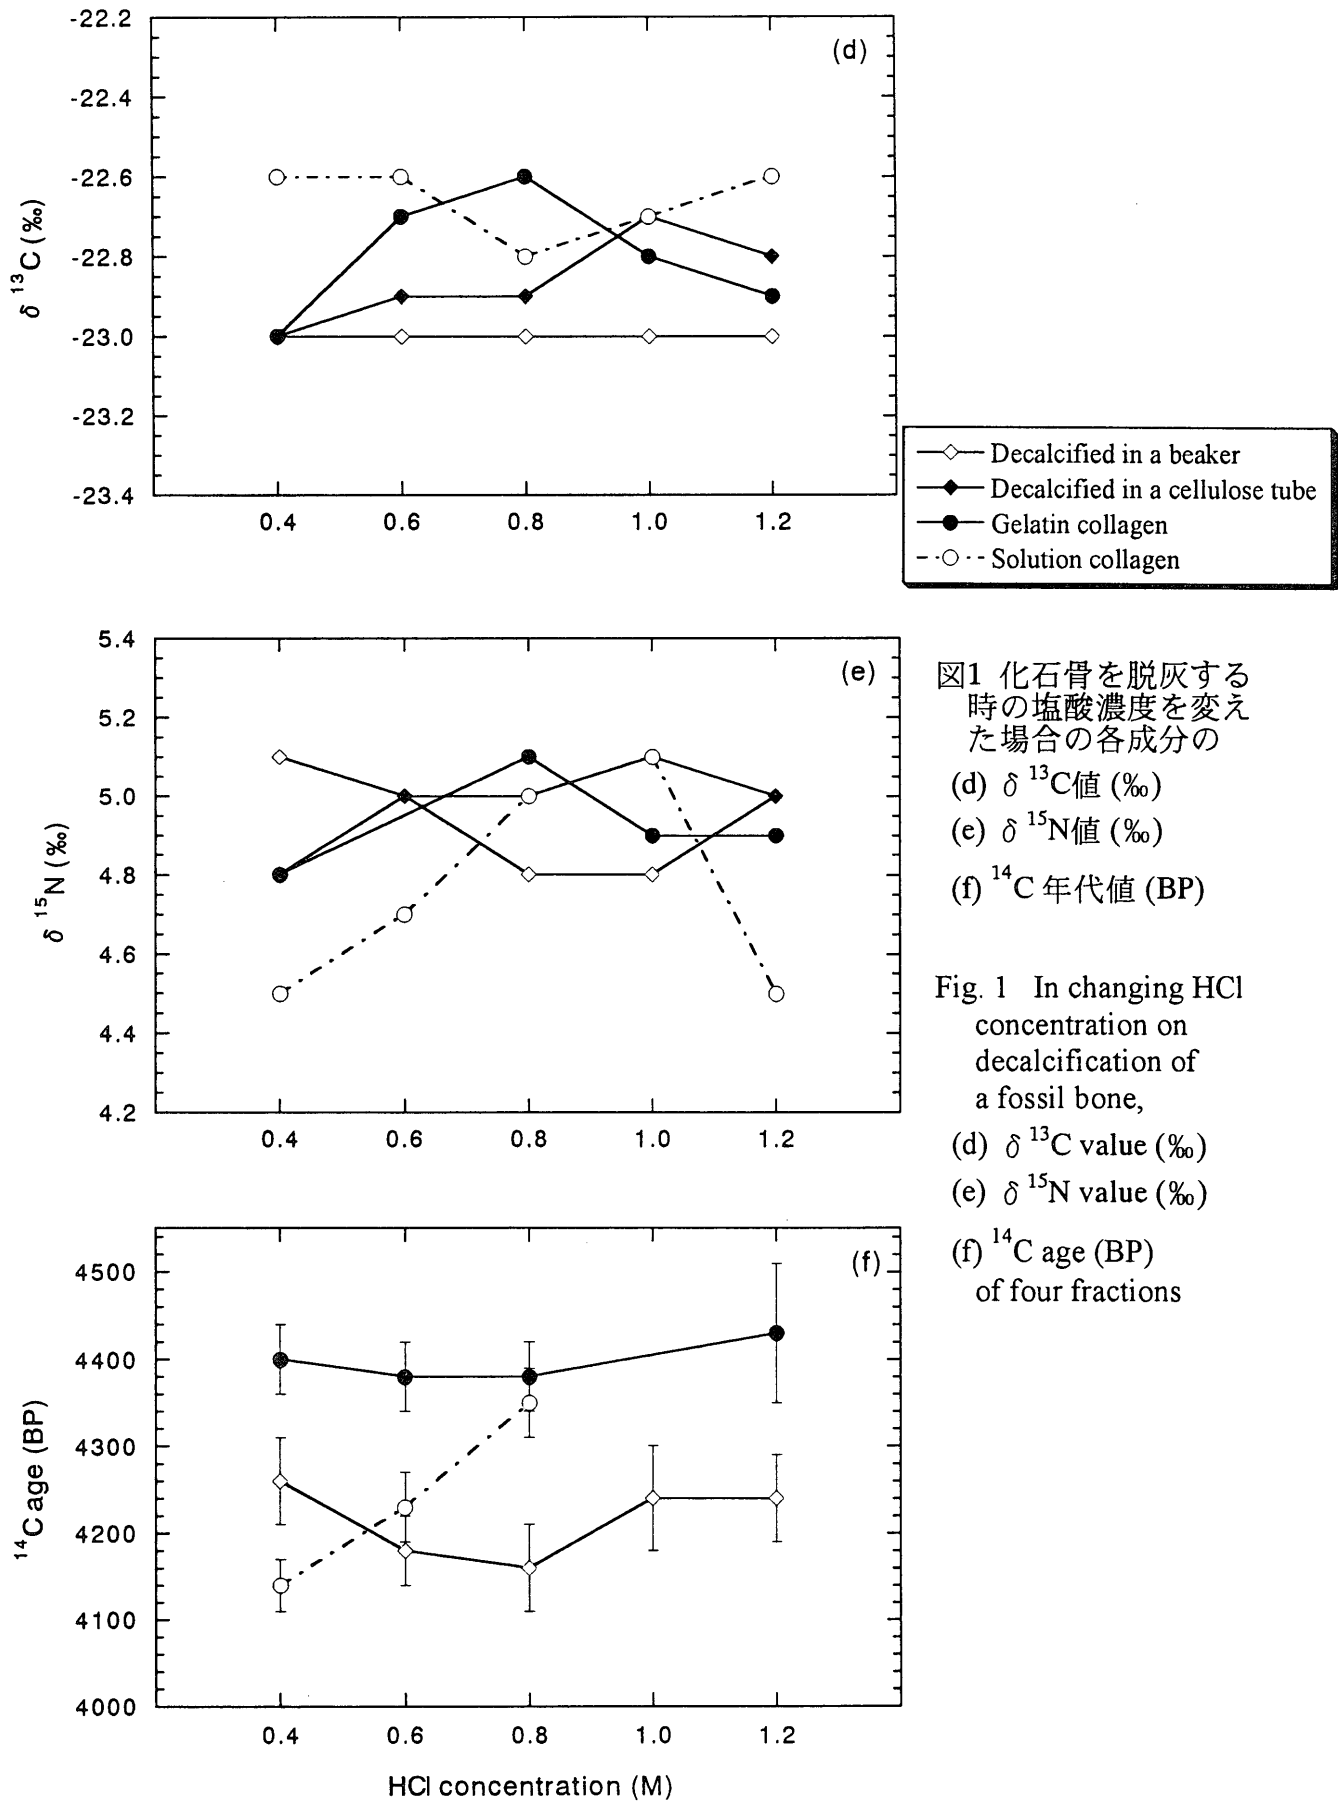 (d)
-22.2
-22.4
-22.6
-22.8
-23.0
-23.2
-23.4
δ ¹³C (‰)
0.4 0.6 0.8 1.0 1.2
Decalcified in a beaker
Decalcified in a cellulose tube
Gelatin collagen
Solution collagen
(e)
5.4
5.2
5.0
4.8
4.6
4.4
4.2
δ ¹⁵N (‰)
0.4 0.6 0.8 1.0 1.2
図1 化石骨を脱灰する
時の塩酸濃度を変え
た場合の各成分の
(d) δ ¹³C値 (‰)
(e) δ ¹⁵N値 (‰)
(f) ¹⁴C 年代値 (BP)
Fig. 1 In changing HCl
concentration on
decalcification of
a fossil bone,
(d) δ ¹³C value (‰)
(e) δ ¹⁵N value (‰)
(f) ¹⁴C age (BP)
of four fractions
(f)
4500
4400
4300
4200
4100
4000
¹⁴C age (BP)
0.4 0.6 0.8 1.0 1.2
HCl concentration (M)